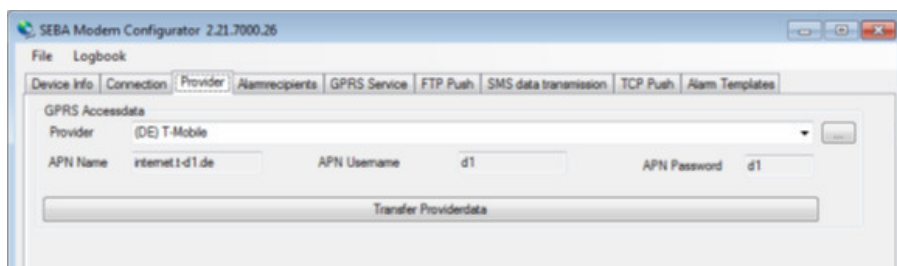 SEBA Modem Configurator 2.21.7000.26
File Logbook
Device Info Connection Provider Alarmrecipients GPRS Service FTP Push SMS data transmission TCP Push Alarm Templates
GPRS Accessdata
Provider (DE) T-Mobile ...
APN Name internet.t-d1.de APN Username d1 APN Password d1
Transfer Providerdata